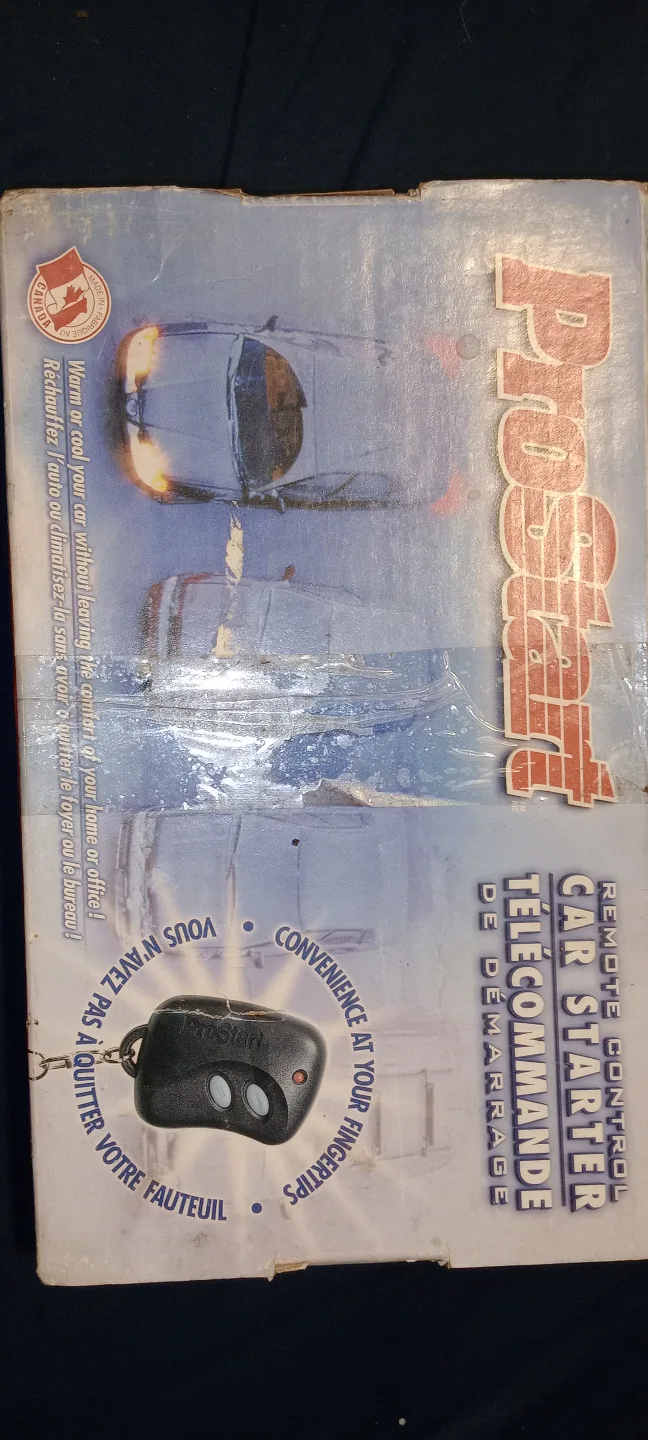 ProStart
REMOTE CONTROL
CAR STARTER
TÉLÉCOMMANDE
DE DÉMARRAGE
CONVENIENCE AT YOUR FINGERTIPS •
VOUS N'AVEZ PAS À QUITTER VOTRE FAUTEUIL •
ProStart
MADE IN - FABRIQUÉ AU
CANADA
Warm or cool your car without leaving the comfort of your home or office!
Réchauffez l'auto ou climatisez-la sans avoir à quitter le foyer ou le bureau!